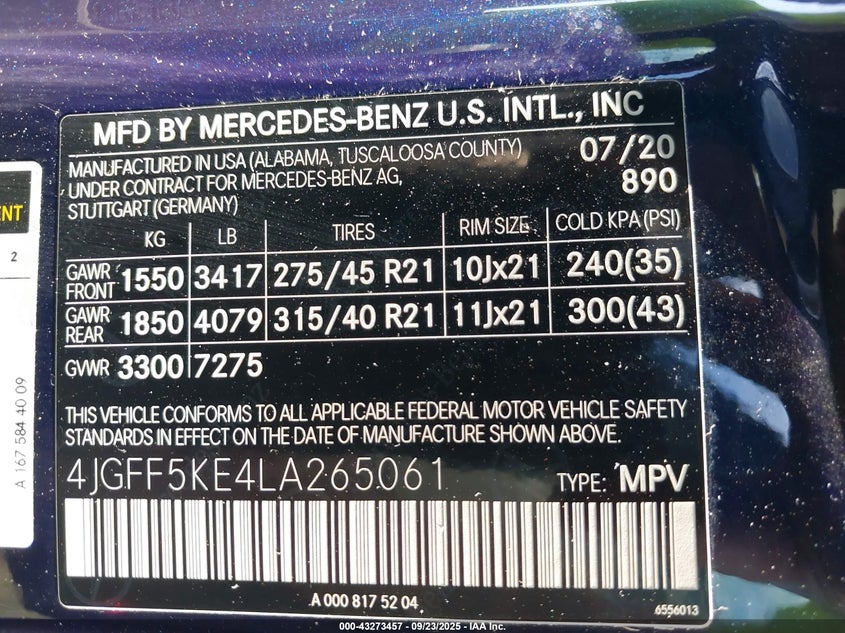 MFD BY MERCEDES-BENZ U.S. INTL., INC
MANUFACTURED IN USA (ALABAMA, TUSCALOOSA COUNTY) 07/20
UNDER CONTRACT FOR MERCEDES-BENZ AG, 890
STUTTGART (GERMANY)
KG LB TIRES RIM SIZE COLD KPA (PSI)
GAWR FRONT 1550 3417 275/45 R21 10Jx21 240(35)
GAWR REAR 1850 4079 315/40 R21 11Jx21 300(43)
GVWR 3300 7275
THIS VEHICLE CONFORMS TO ALL APPLICABLE FEDERAL MOTOR VEHICLE SAFETY
STANDARDS IN EFFECT ON THE DATE OF MANUFACTURE SHOWN ABOVE.
4JGFF5KE4LA265061 TYPE: MPV
A 000 817 52 04
6556013
2
A 167 584 40 09
000-43273457 - 09/23/2025 - IAA Inc.